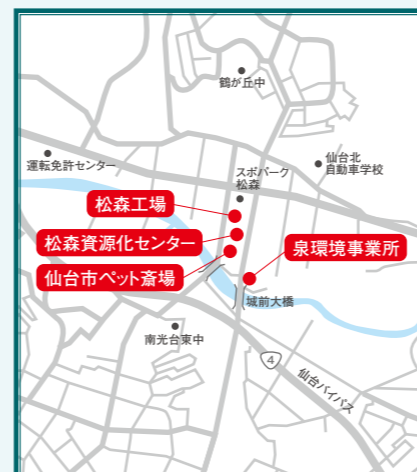 鶴が丘中
運転免許センター
仙台北
自動車学校
スポパーク
松森
松森工場
松森資源化センター
仙台市ペット斎場
泉環境事業所
城前大橋
南光台東中
4
仙台バイパス